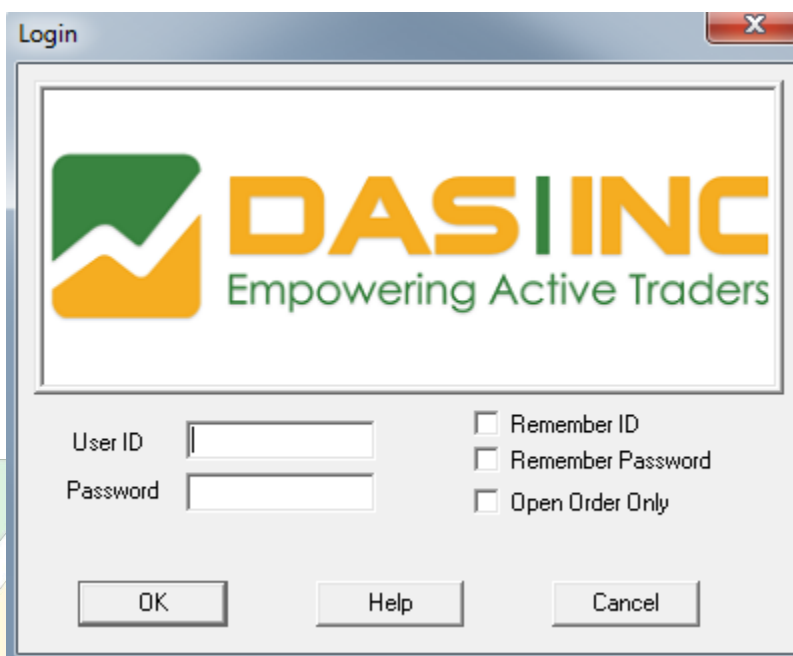 Login
DAS|INC
Empowering Active Traders
User ID
Password
Remember ID
Remember Password
Open Order Only
OK
Help
Cancel